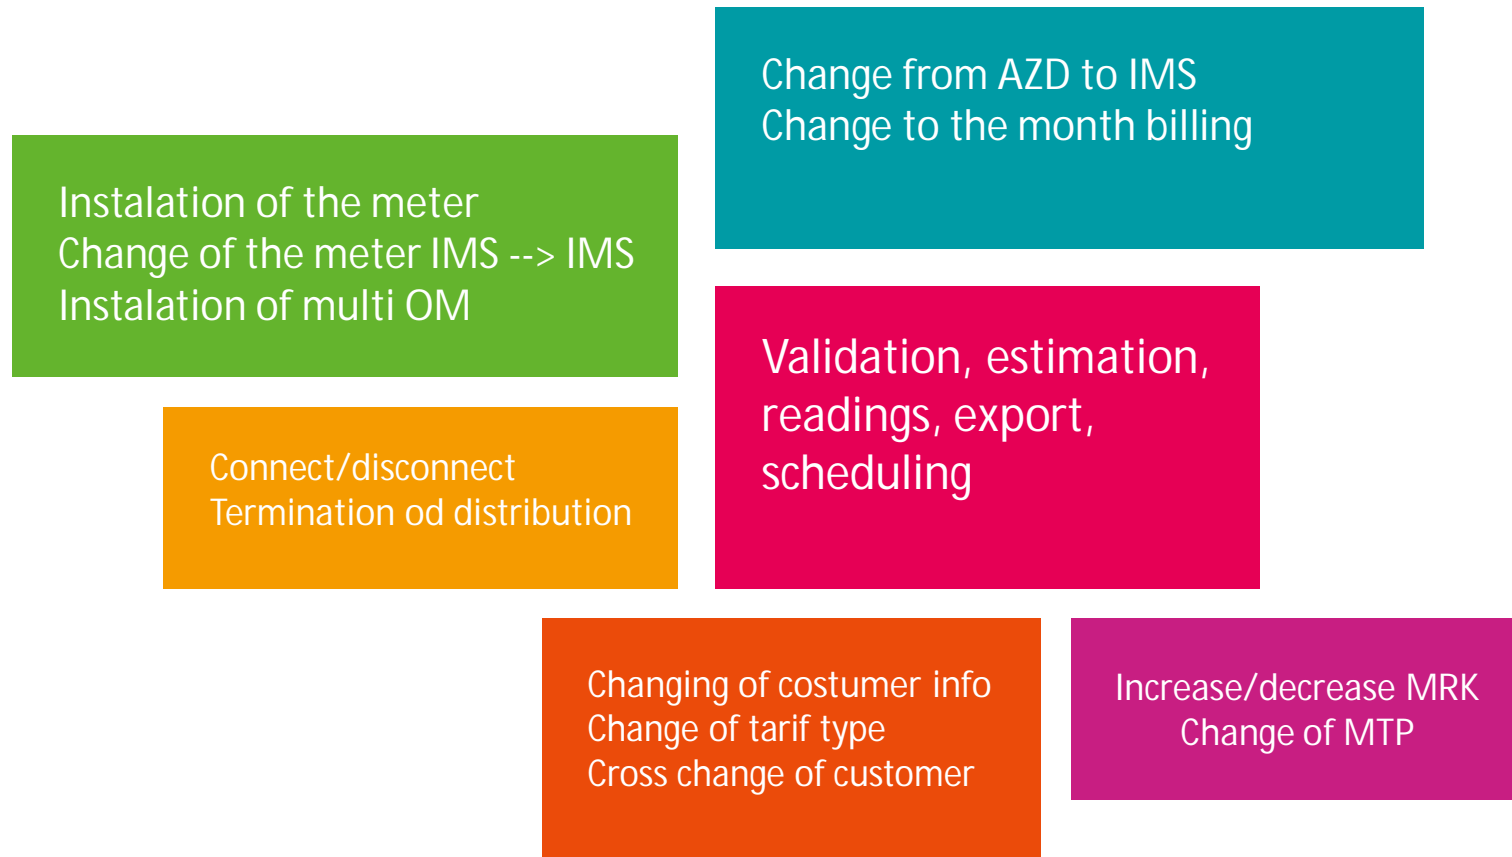 Change from AZD to IMS
Change to the month billing
Instalation of the meter
Change of the meter IMS --> IMS
Instalation of multi OM
Validation, estimation,
readings, export,
scheduling
Connect/disconnect
Termination od distribution
Changing of costumer info
Change of tarif type
Cross change of customer
Increase/decrease MRK
Change of MTP